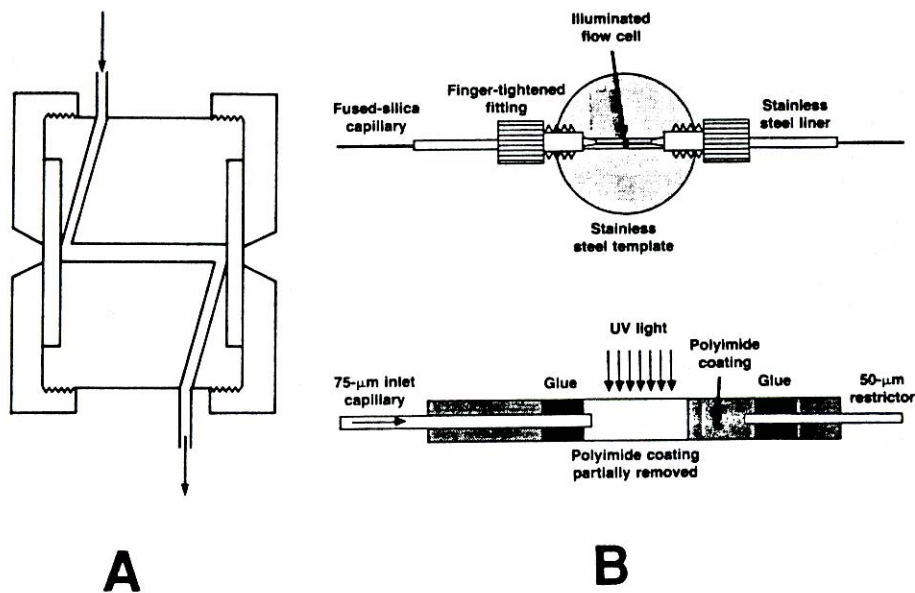 Illuminated
flow cell
Finger-tightened
fitting
Fused-silica
capillary
Stainless
steel liner
Stainless
steel template
UV light
Polyimide
coating
75-μm inlet
capillary
Glue
Glue
50-μm
restrictor
Polyimide coating
partially removed
A
B